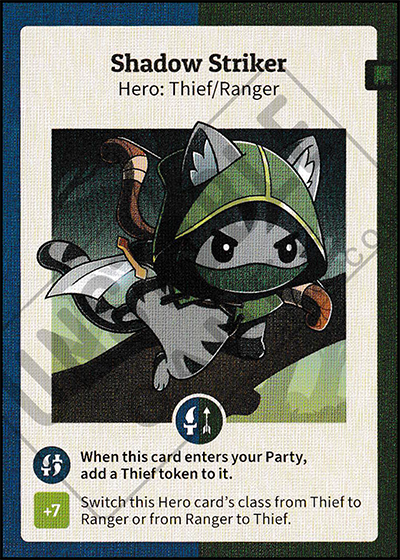 Shadow Striker
Hero: Thief/Ranger
When this card enters your Party,
add a Thief token to it.
+7
Switch this Hero card's class from Thief to
Ranger or from Ranger to Thief.